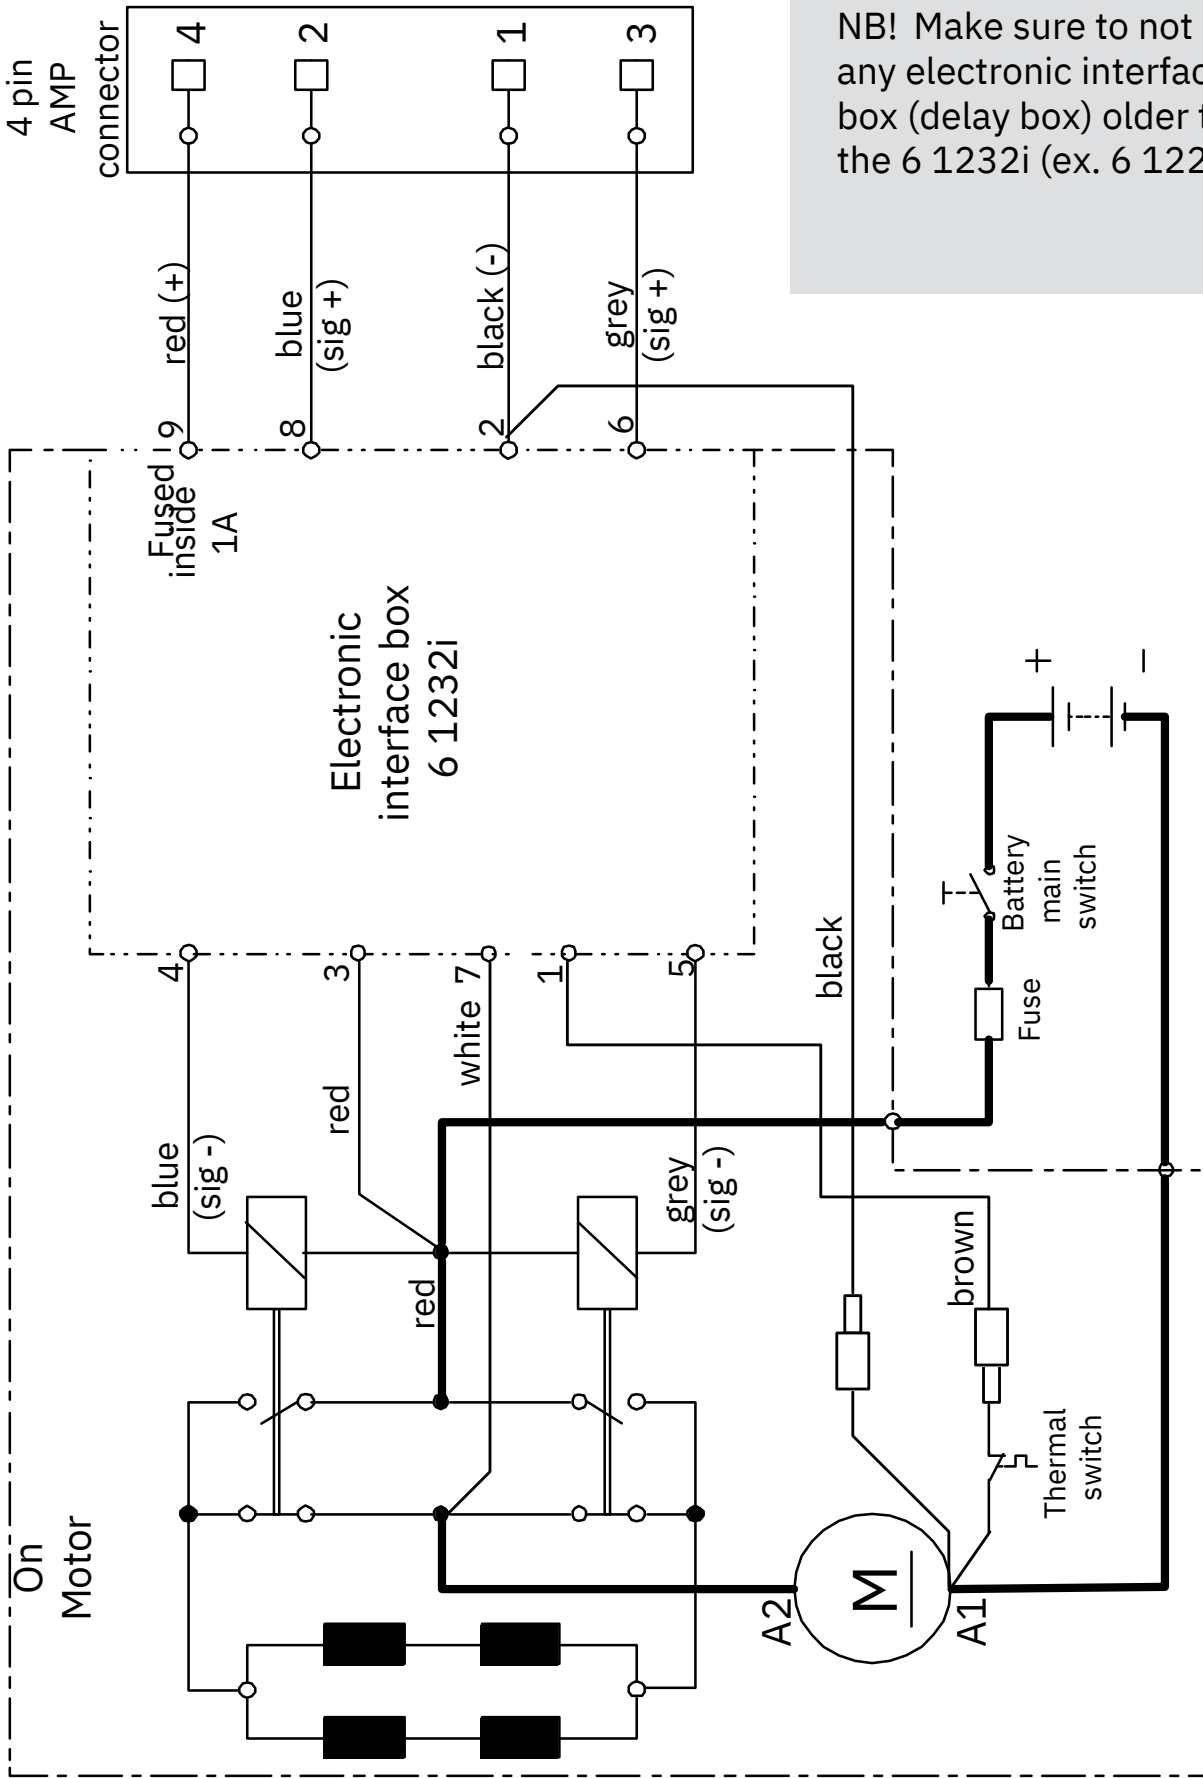 4 pin
AMP
connector
4
2
1
3
NB! Make sure to not
any electronic
box (delay box) older
the 6 1232i (ex. 6
red (+)
blue
(sig +)
black (-)
grey
(sig +)
9
8
2
6
Fused
inside
1A
Electronic
interface box
6 1232i
+
−
Battery
main
switch
Fuse
4
3
7
1
5
black
blue
(sig -)
red
white
grey
(sig -)
red
brown
Thermal
switch
On
Motor
A2
M
A1